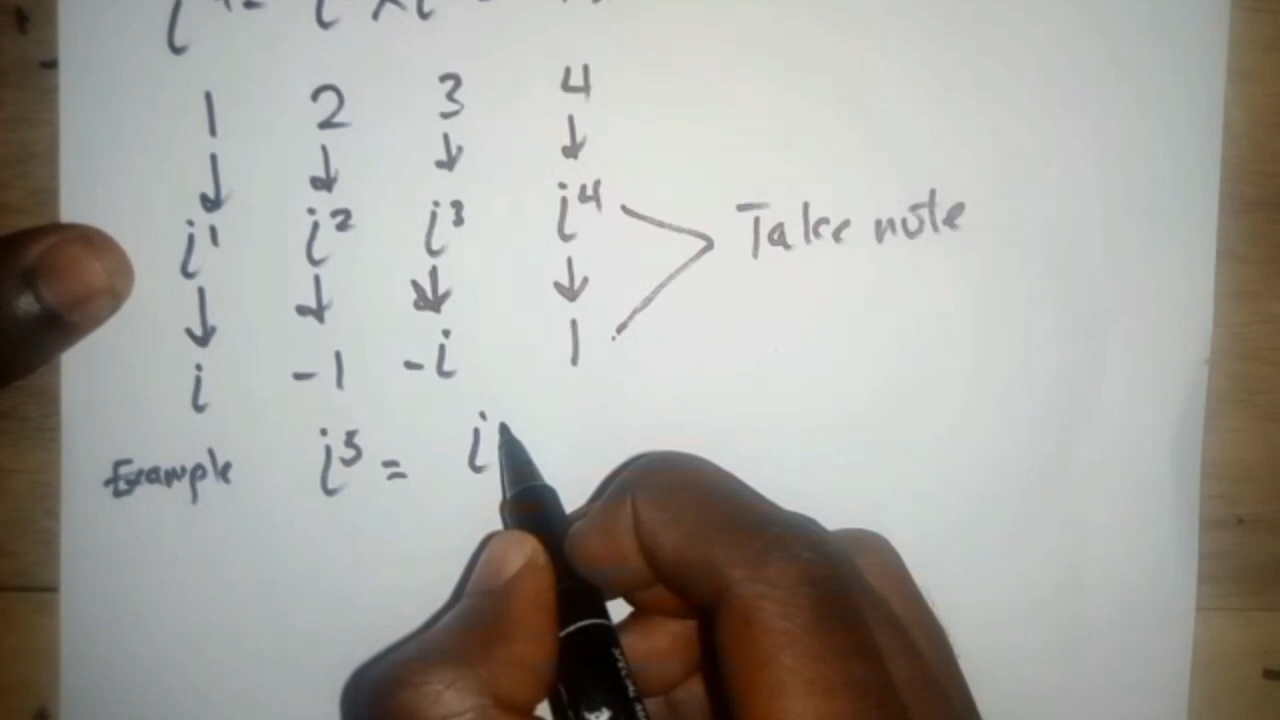 1 2 3 4
↓ ↓ ↓ ↓
i¹ i² i³ i⁴ Take note
↓ ↓ ↓ ↓
i -1 -i 1
Example i⁵ = i